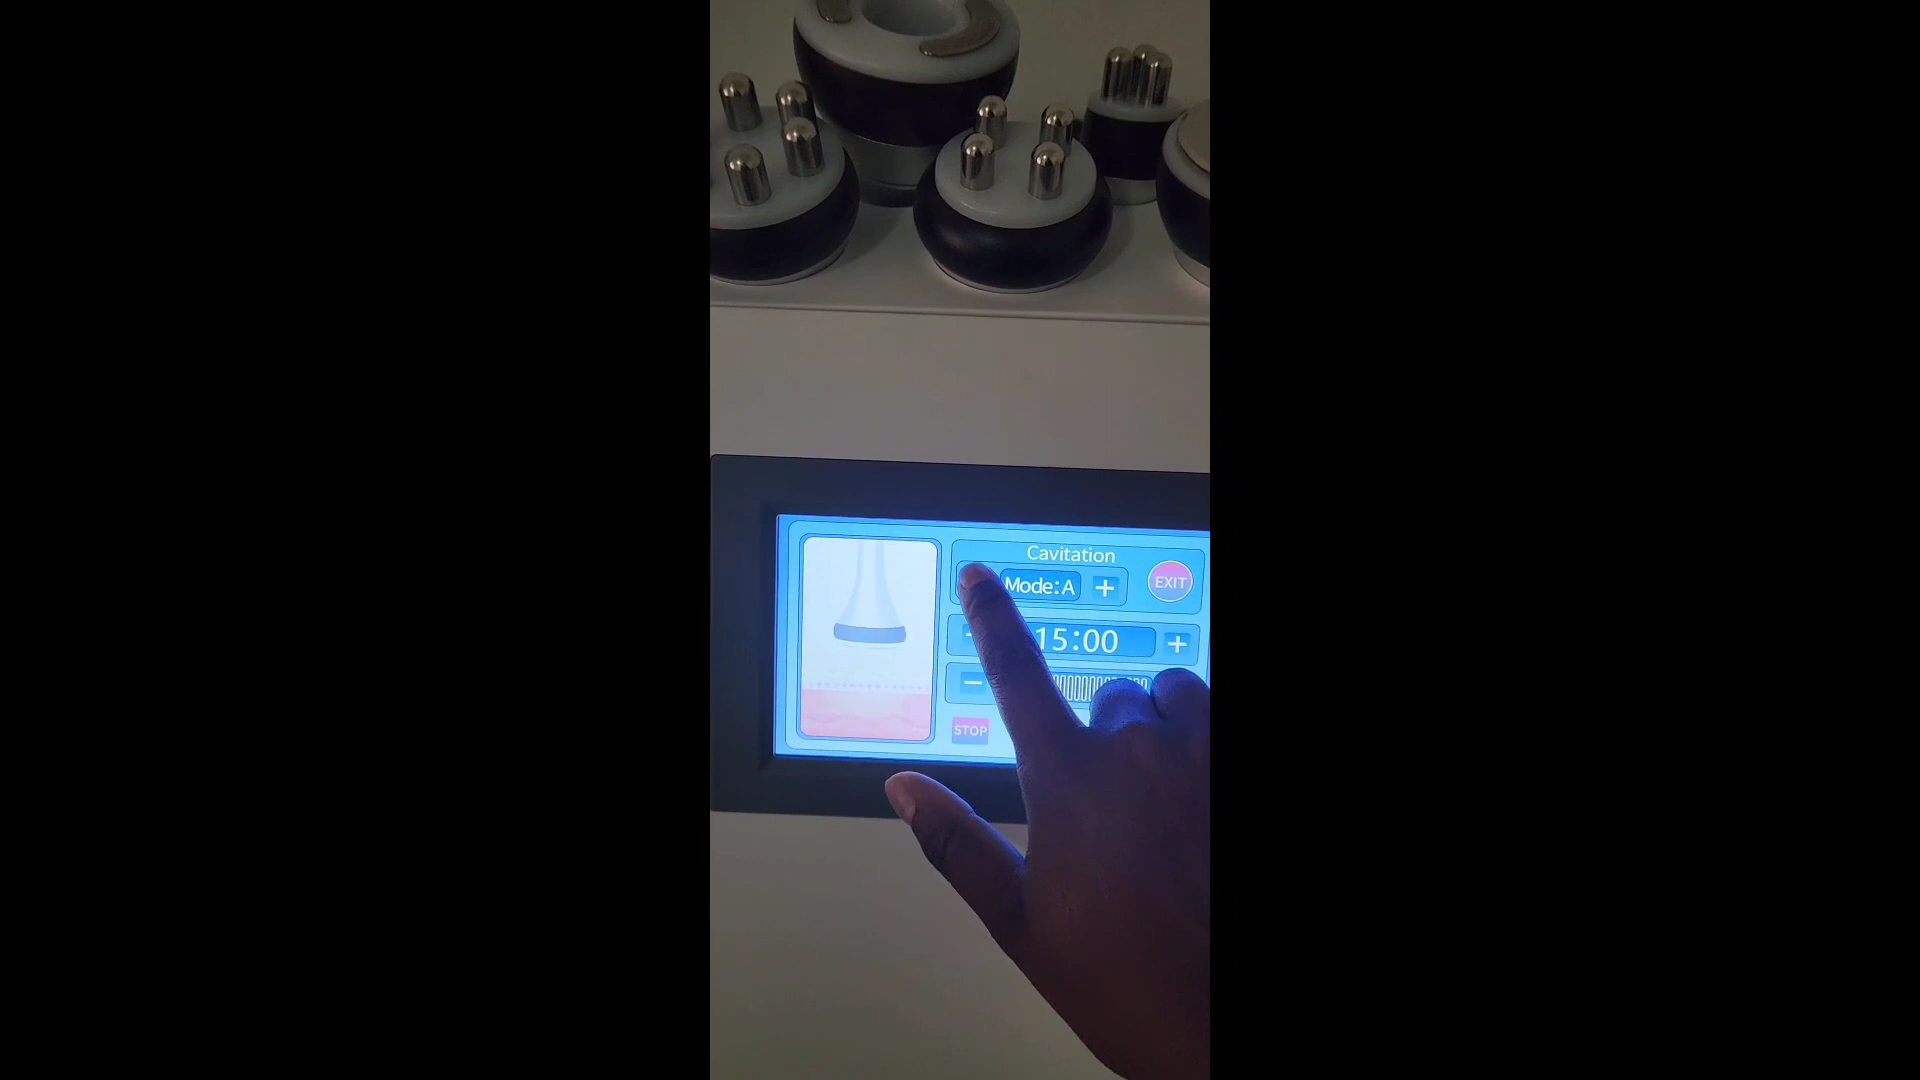 Cavitation
Mode:A +
EXIT
- 15:00 +
-
STOP